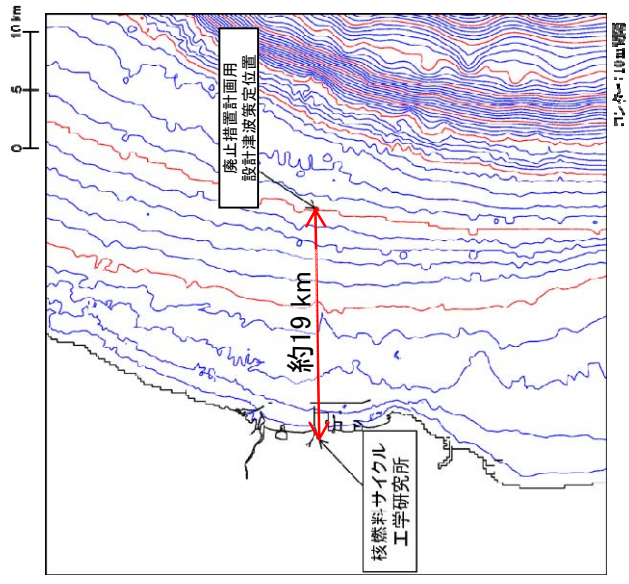 10 km
5
0
廃止措置計画用
設計津波策定位置
約19 km
核燃料サイクル
工学研究所
コンター:10m間隔